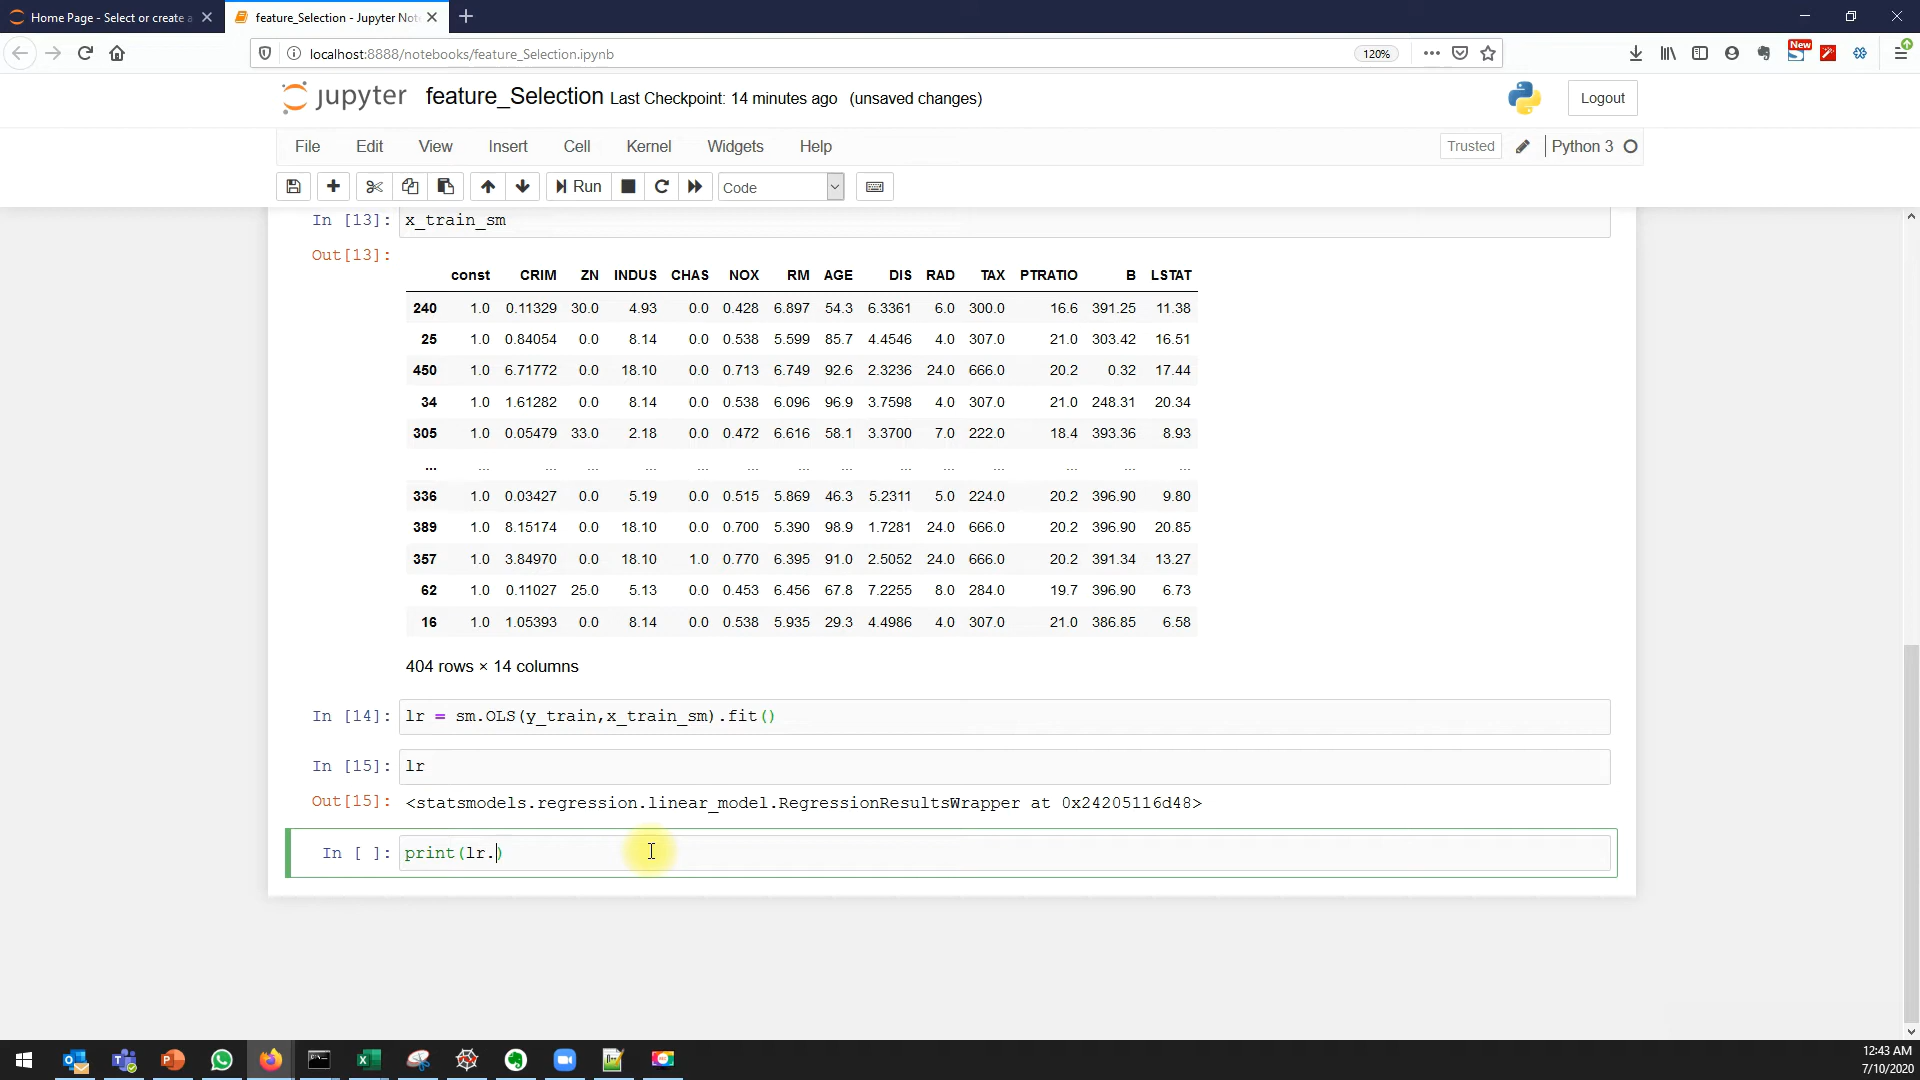 Home Page - Select or create a
feature_Selection - Jupyter Not
localhost:8888/notebooks/feature_Selection.ipynb
120%
New
jupyter feature_Selection Last Checkpoint: 14 minutes ago (unsaved changes)
Logout
File Edit View Insert Cell Kernel Widgets Help
Trusted Python 3
Run Code
In [13]: x_train_sm
Out[13]:
const CRIM ZN INDUS CHAS NOX RM AGE DIS RAD TAX PTRATIO B LSTAT
240 1.0 0.11329 30.0 4.93 0.0 0.428 6.897 54.3 6.3361 6.0 300.0 16.6 391.25 11.38
25 1.0 0.84054 0.0 8.14 0.0 0.538 5.599 85.7 4.4546 4.0 307.0 21.0 303.42 16.51
450 1.0 6.71772 0.0 18.10 0.0 0.713 6.749 92.6 2.3236 24.0 666.0 20.2 0.32 17.44
34 1.0 1.61282 0.0 8.14 0.0 0.538 6.096 96.9 3.7598 4.0 307.0 21.0 248.31 20.34
305 1.0 0.05479 33.0 2.18 0.0 0.472 6.616 58.1 3.3700 7.0 222.0 18.4 393.36 8.93
... ... ... ... ... ... ... ... ... ... ... ... ... ... ...
336 1.0 0.03427 0.0 5.19 0.0 0.515 5.869 46.3 5.2311 5.0 224.0 20.2 396.90 9.80
389 1.0 8.15174 0.0 18.10 0.0 0.700 5.390 98.9 1.7281 24.0 666.0 20.2 396.90 20.85
357 1.0 3.84970 0.0 18.10 1.0 0.770 6.395 91.0 2.5052 24.0 666.0 20.2 391.34 13.27
62 1.0 0.11027 25.0 5.13 0.0 0.453 6.456 67.8 7.2255 8.0 284.0 19.7 396.90 6.73
16 1.0 1.05393 0.0 8.14 0.0 0.538 5.935 29.3 4.4986 4.0 307.0 21.0 386.85 6.58
404 rows × 14 columns
In [14]: lr = sm.OLS(y_train,x_train_sm).fit()
In [15]: lr
Out[15]: <statsmodels.regression.linear_model.RegressionResultsWrapper at 0x24205116d48>
In [ ]: print(lr.)
12:43 AM
7/10/2020